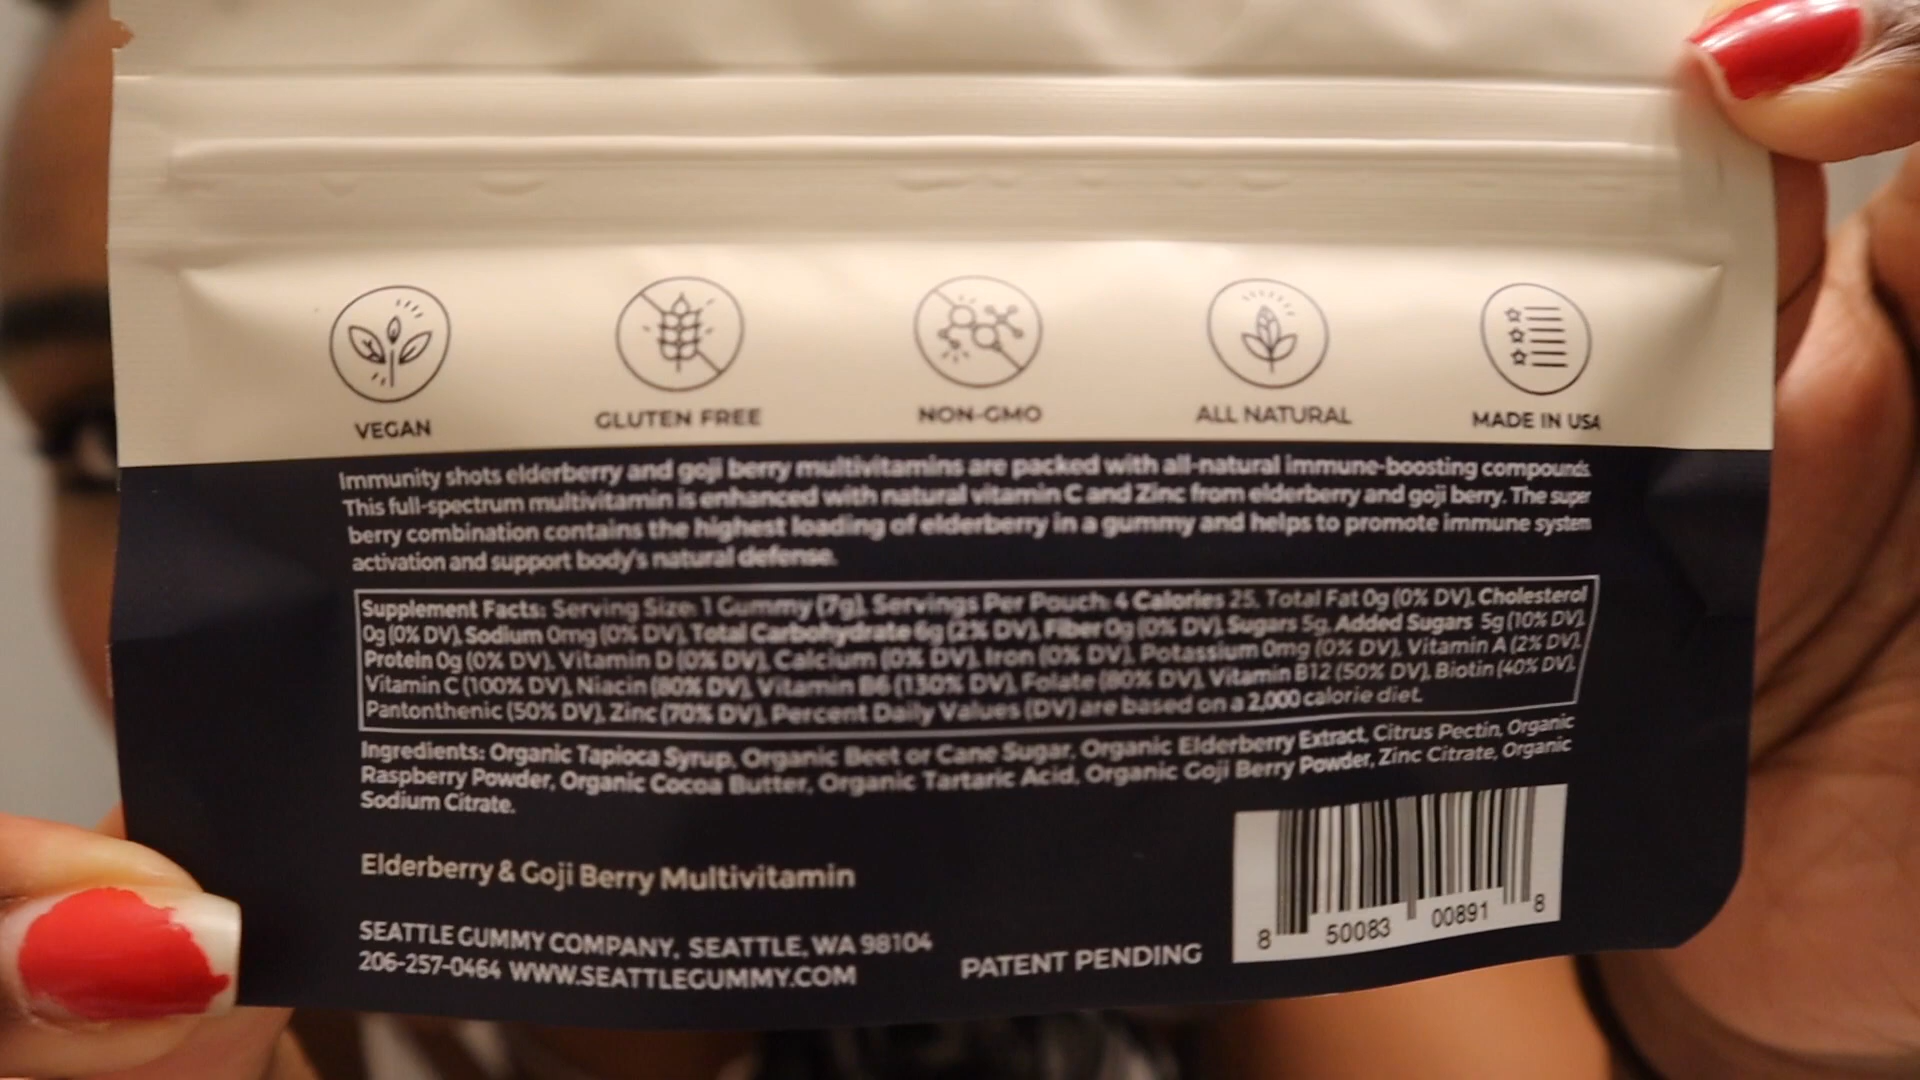 VEGAN
GLUTEN FREE
NON-GMO
ALL NATURAL
MADE IN USA
Immunity shots elderberry and goji berry multivitamins are packed with all-natural immune-boosting compounds.
This full-spectrum multivitamin is enhanced with natural vitamin C and Zinc from elderberry and goji berry. The super
berry combination contains the highest loading of elderberry in a gummy and helps to promote immune system
activation and support body's natural defense.
Supplement Facts: Serving Size: 1 Gummy (7g), Servings Per Pouch: 4 Calories 25, Total Fat 0g (0% DV), Cholesterol
0g (0% DV), Sodium 0mg (0% DV), Total Carbohydrate 6g (2% DV), Fiber 0g (0% DV), Sugars 5g, Added Sugars 5g (10% DV),
Protein 0g (0% DV), Vitamin D (0% DV), Calcium (0% DV), Iron (0% DV), Potassium 0mg (0% DV), Vitamin A (2% DV),
Vitamin C (100% DV), Niacin (80% DV), Vitamin B6 (130% DV), Folate (80% DV), Vitamin B12 (50% DV), Biotin (40% DV),
Pantonthenic (50% DV), Zinc (70% DV), Percent Daily Values (DV) are based on a 2,000 calorie diet.
Ingredients: Organic Tapioca Syrup, Organic Beet or Cane Sugar, Organic Elderberry Extract, Citrus Pectin, Organic
Raspberry Powder, Organic Cocoa Butter, Organic Tartaric Acid, Organic Goji Berry Powder, Zinc Citrate, Organic
Sodium Citrate.
Elderberry & Goji Berry Multivitamin
SEATTLE GUMMY COMPANY, SEATTLE, WA 98104
206-257-0464 WWW.SEATTLEGUMMY.COM
PATENT PENDING
8 50083 00891 8